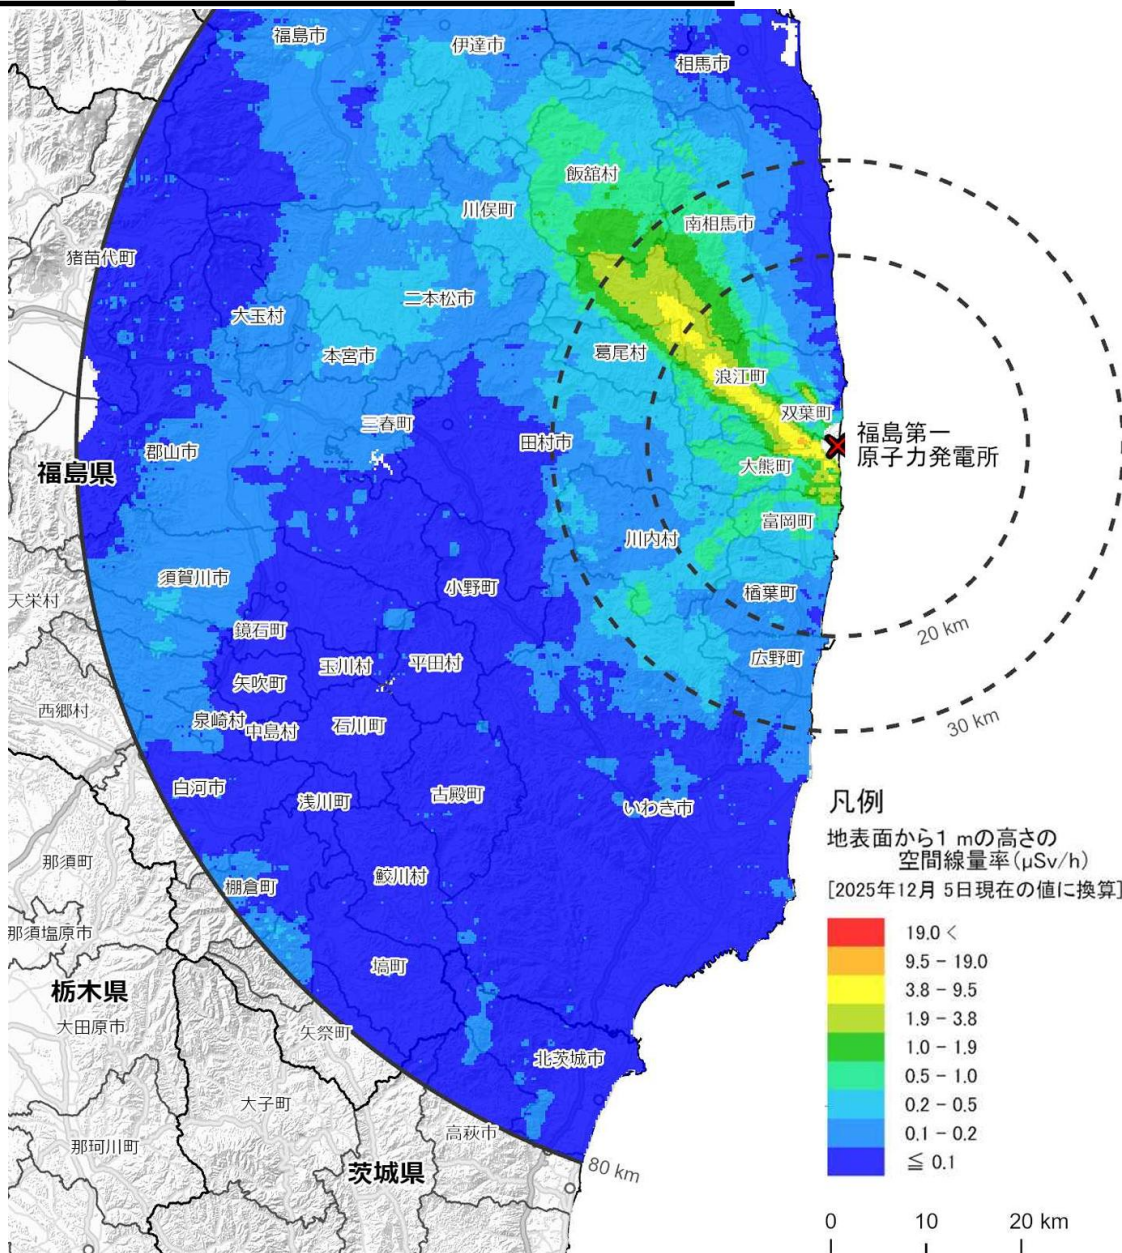 福島市
伊達市
相馬市
飯舘村
川俣町
南相馬市
猪苗代町
二本松市
大玉村
本宮市
葛尾村
浪江町
双葉町
三春町
田村市
福島第一
原子力発電所
郡山市
大熊町
福島県
富岡町
川内村
須賀川市
小野町
楢葉町
天栄村
鏡石町
20 km
玉川村
平田村
広野町
矢吹町
西郷村
泉崎村
中島村
石川町
30 km
白河市
浅川町
古殿町
いわき市
凡例
地表面から1 mの高さの
空間線量率(μSv/h)
[2025年12月 5日現在の値に換算]
那須町
鮫川村
棚倉町
19.0 <
那須塩原市
9.5 - 19.0
塙町
3.8 - 9.5
栃木県
大田原市
矢祭町
1.9 - 3.8
1.0 - 1.9
北茨城市
0.5 - 1.0
大子町
0.2 - 0.5
那珂川町
高萩市
0.1 - 0.2
≦ 0.1
茨城県
80 km
0 10 20 km